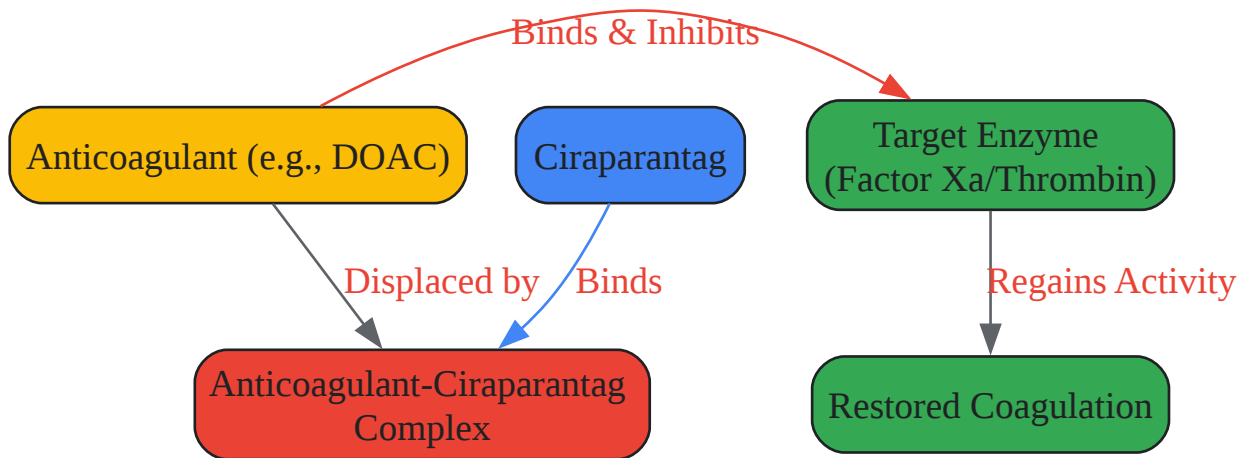 Binds & Inhibits
Anticoagulant (e.g., DOAC)
Ciraparantag
Target Enzyme
(Factor Xa/Thrombin)
Displaced by
Binds
Regains Activity
Anticoagulant-Ciraparantag
Complex
Restored Coagulation